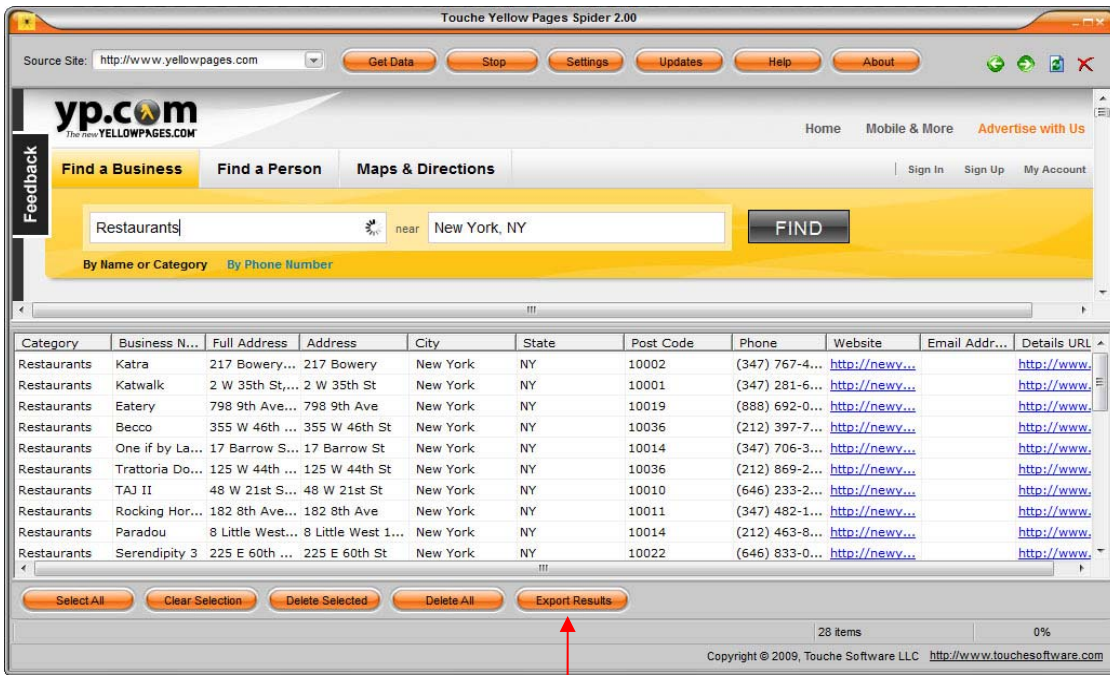 Touche Yellow Pages Spider 2.00
Source Site: http://www.yellowpages.com Get Data Stop Settings Updates Help About
yp.com
The new YELLOWPAGES.COM
Home Mobile & More Advertise with Us
Feedback
Find a Business Find a Person Maps & Directions Sign In Sign Up My Account
Restaurants near New York, NY FIND
By Name or Category By Phone Number
Category Business N... Full Address Address City State Post Code Phone Website Email Addr... Details URL
Restaurants Katra 217 Bowery... 217 Bowery New York NY 10002 (347) 767-4... http://newy... http://www.
Restaurants Katwalk 2 W 35th St,... 2 W 35th St New York NY 10001 (347) 281-6... http://newy... http://www.
Restaurants Eatery 798 9th Ave... 798 9th Ave New York NY 10019 (888) 692-0... http://newy... http://www.
Restaurants Becco 355 W 46th ... 355 W 46th St New York NY 10036 (212) 397-7... http://newy... http://www.
Restaurants One if by La... 17 Barrow S... 17 Barrow St New York NY 10014 (347) 706-3... http://newy... http://www.
Restaurants Trattoria Do... 125 W 44th ... 125 W 44th St New York NY 10036 (212) 869-2... http://newy... http://www.
Restaurants TAJ II 48 W 21st S... 48 W 21st St New York NY 10010 (646) 233-2... http://newy... http://www.
Restaurants Rocking Hor... 182 8th Ave... 182 8th Ave New York NY 10011 (347) 482-1... http://newy... http://www.
Restaurants Paradou 8 Little West... 8 Little West 1... New York NY 10014 (212) 463-8... http://newy... http://www.
Restaurants Serendipity 3 225 E 60th ... 225 E 60th St New York NY 10022 (646) 833-0... http://newy... http://www.
Select All Clear Selection Delete Selected Delete All Export Results
28 items 0%
Copyright © 2009, Touche Software LLC http://www.touchesoftware.com